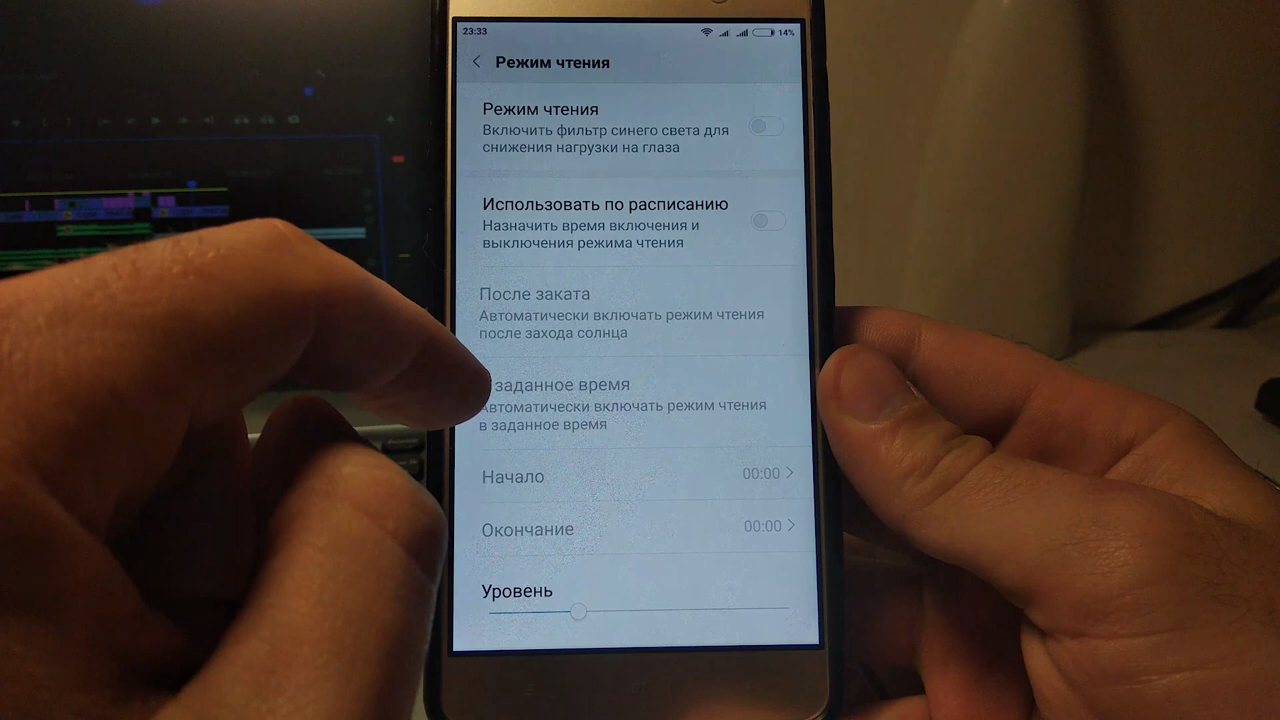 23:33 14%
Режим чтения
Режим чтения
Включить фильтр синего света для
снижения нагрузки на глаза
Использовать по расписанию
Назначить время включения и
выключения режима чтения
После заката
Автоматически включать режим чтения
после захода солнца
заданное время
Автоматически включать режим чтения
в заданное время
Начало 00:00
Окончание 00:00
Уровень